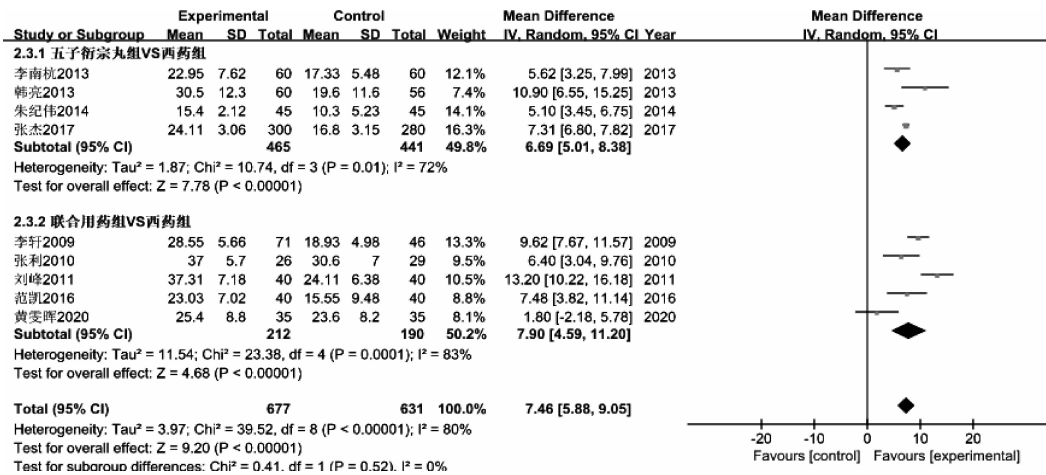 Experimental Control Mean Difference Mean Difference
Study or Subgroup Mean SD Total Mean SD Total Weight IV, Random, 95% CI Year IV, Random, 95% CI
2.3.1 五子衍宗丸组VS西药组
李南杭2013 22.95 7.62 60 17.33 5.48 60 12.1% 5.62 [3.25, 7.99] 2013
韩亮2013 30.5 12.3 60 19.6 11.6 56 7.4% 10.90 [6.55, 15.25] 2013
朱纪伟2014 15.4 2.12 45 10.3 5.23 45 14.1% 5.10 [3.45, 6.75] 2014
张杰2017 24.11 3.06 300 16.8 3.15 280 16.3% 7.31 [6.80, 7.82] 2017
Subtotal (95% CI) 465 441 49.8% 6.69 [5.01, 8.38]
Heterogeneity: Tau² = 1.87; Chi² = 10.74, df = 3 (P = 0.01); I² = 72%
Test for overall effect: Z = 7.78 (P < 0.00001)
2.3.2 联合用药组VS西药组
李轩2009 28.55 5.66 71 18.93 4.98 46 13.3% 9.62 [7.67, 11.57] 2009
张利2010 37 5.7 26 30.6 7 29 9.5% 6.40 [3.04, 9.76] 2010
刘峰2011 37.31 7.18 40 24.11 6.38 40 10.5% 13.20 [10.22, 16.18] 2011
范凯2016 23.03 7.02 40 15.55 9.48 40 8.8% 7.48 [3.82, 11.14] 2016
黄雯晖2020 25.4 8.8 35 23.6 8.2 35 8.1% 1.80 [-2.18, 5.78] 2020
Subtotal (95% CI) 212 190 50.2% 7.90 [4.59, 11.20]
Heterogeneity: Tau² = 11.54; Chi² = 23.38, df = 4 (P = 0.0001); I² = 83%
Test for overall effect: Z = 4.68 (P < 0.00001)
Total (95% CI) 677 631 100.0% 7.46 [5.88, 9.05]
Heterogeneity: Tau² = 3.97; Chi² = 39.52, df = 8 (P < 0.00001); I² = 80%
Test for overall effect: Z = 9.20 (P < 0.00001)
Test for subgroup differences: Chi² = 0.41, df = 1 (P = 0.52), I² = 0%
-20 -10 0 10 20
Favours [control] Favours [experimental]